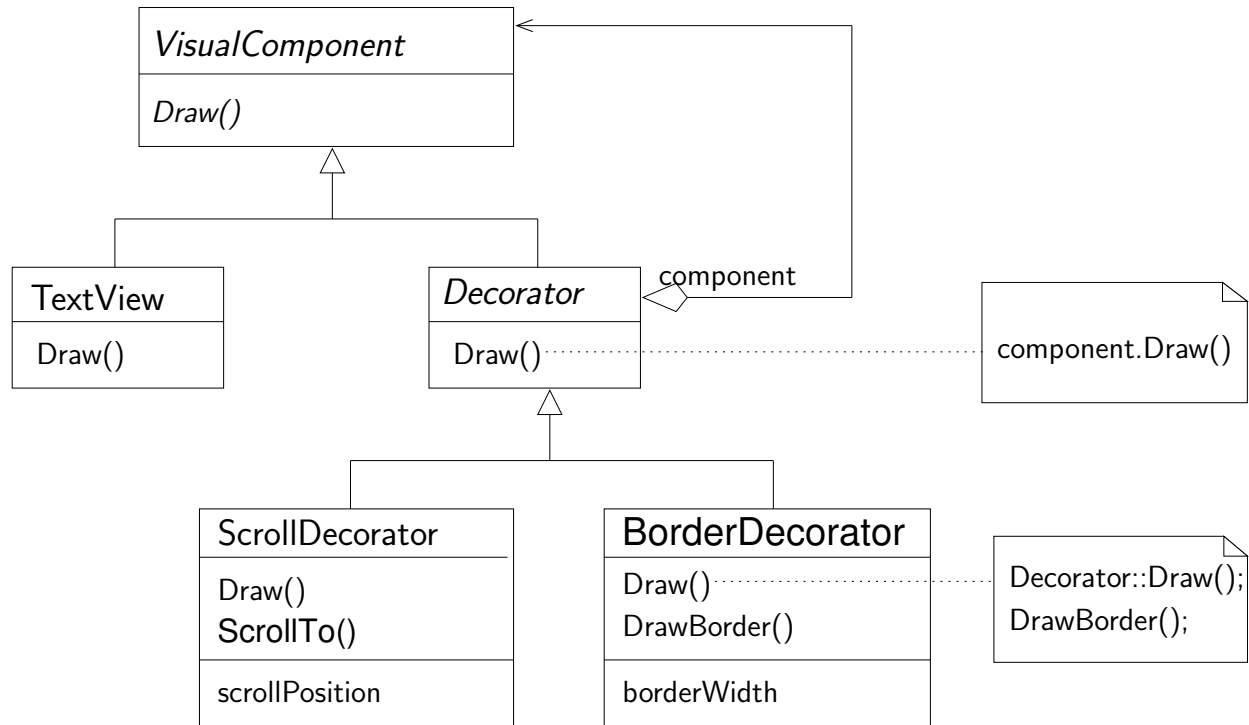 VisualComponent
Draw()
TextView
Draw()
Decorator
Draw()
component
component.Draw()
ScrollDecorator
Draw()
ScrollTo()
scrollPosition
BorderDecorator
Draw()
DrawBorder()
borderWidth
Decorator::Draw();
DrawBorder();